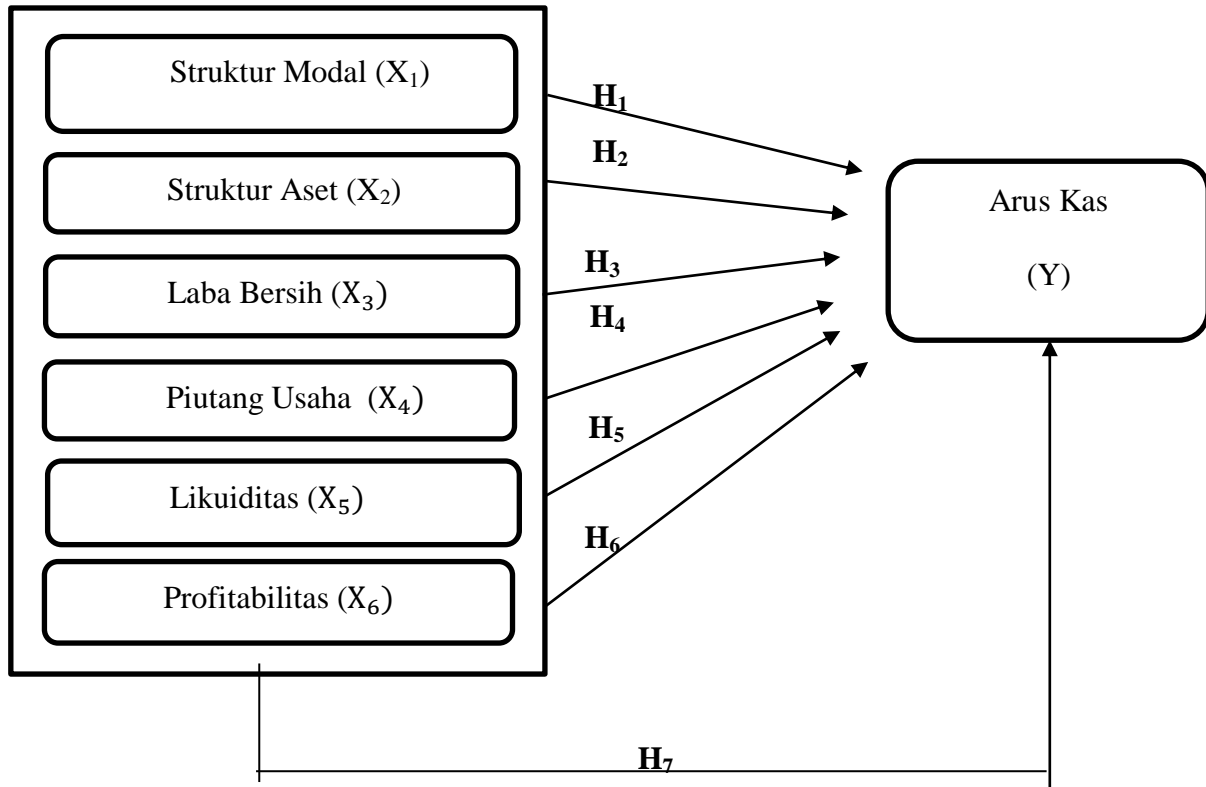 Struktur Modal (X₁)
H₁
H₂
Struktur Aset (X₂)
Arus Kas
(Y)
H₃
Laba Bersih (X₃)
H₄
Piutang Usaha (X₄)
H₅
Likuiditas (X₅)
H₆
Profitabilitas (X₆)
H₇